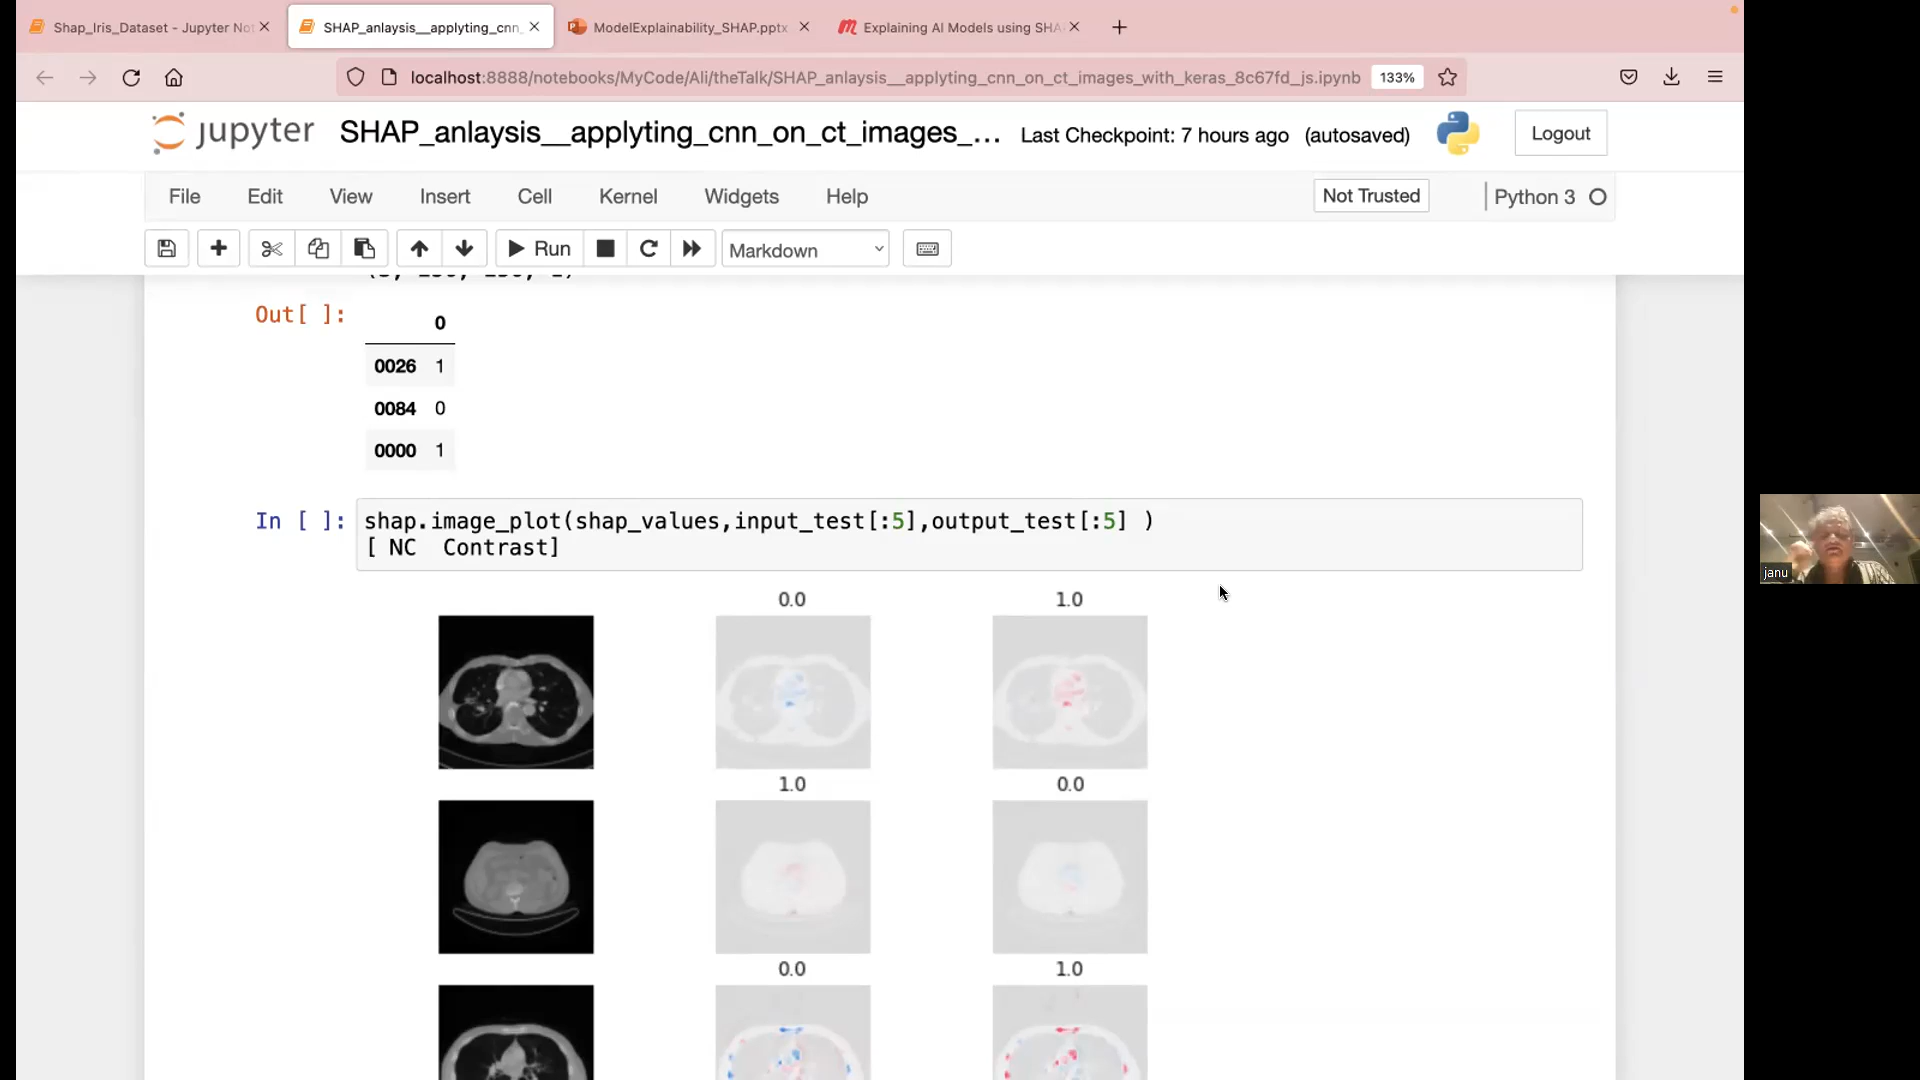 Shap_Iris_Dataset - Jupyter Not
SHAP_anlaysis__applyting_cnn_
ModelExplainability_SHAP.pptx
Explaining AI Models using SHA
localhost:8888/notebooks/MyCode/Ali/theTalk/SHAP_anlaysis__applyting_cnn_on_ct_images_with_keras_8c67fd_js.ipynb
133%
jupyter SHAP_anlaysis__applyting_cnn_on_ct_images_... Last Checkpoint: 7 hours ago (autosaved)
Logout
File Edit View Insert Cell Kernel Widgets Help
Not Trusted
Python 3
Run
Markdown
Out[ ]:
0
0026 1
0084 0
0000 1
In [ ]:
shap.image_plot(shap_values,input_test[:5],output_test[:5] )
[ NC  Contrast]
0.0 1.0
1.0 0.0
0.0 1.0
janu